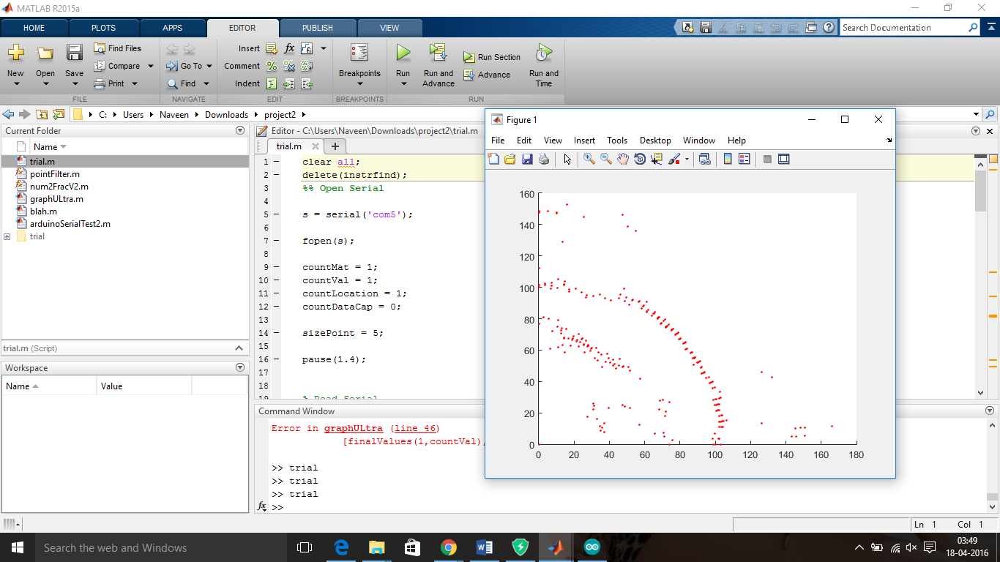 MATLAB R2015a
HOME PLOTS APPS EDITOR PUBLISH VIEW
Search Documentation
New Open Save Find Files Compare Print
Go To Find
Insert fx Comment Indent
Breakpoints
Run Run and Advance Run Section Advance Run and Time
FILE NAVIGATE EDIT BREAKPOINTS RUN
C: Users Naveen Downloads project2
Current Folder
Name
trial.m
pointFilter.m
num2FracV2.m
graphULtra.m
blah.m
arduinoSerialTest2.m
trial
trial.m (Script)
Workspace
Name Value
Editor - C:\Users\Naveen\Downloads\project2\trial.m
trial.m
1 clear all;
2 delete(instrfind);
3 %% Open Serial
4
5 s = serial('com5');
6
7 fopen(s);
8
9 countMat = 1;
10 countVal = 1;
11 countLocation = 1;
12 countDataCap = 0;
13
14 sizePoint = 5;
15
16 pause(1.4);
17
18
19 % Read Serial
Command Window
Error in graphULtra (line 46)
[finalValues(1,countVal)
>> trial
>> trial
>> trial
fx >>
Figure 1
File Edit View Insert Tools Desktop Window Help
160
140
120
100
80
60
40
20
0
0 20 40 60 80 100 120 140 160 180
Ln 1 Col 1
Search the web and Windows
03:49
18-04-2016